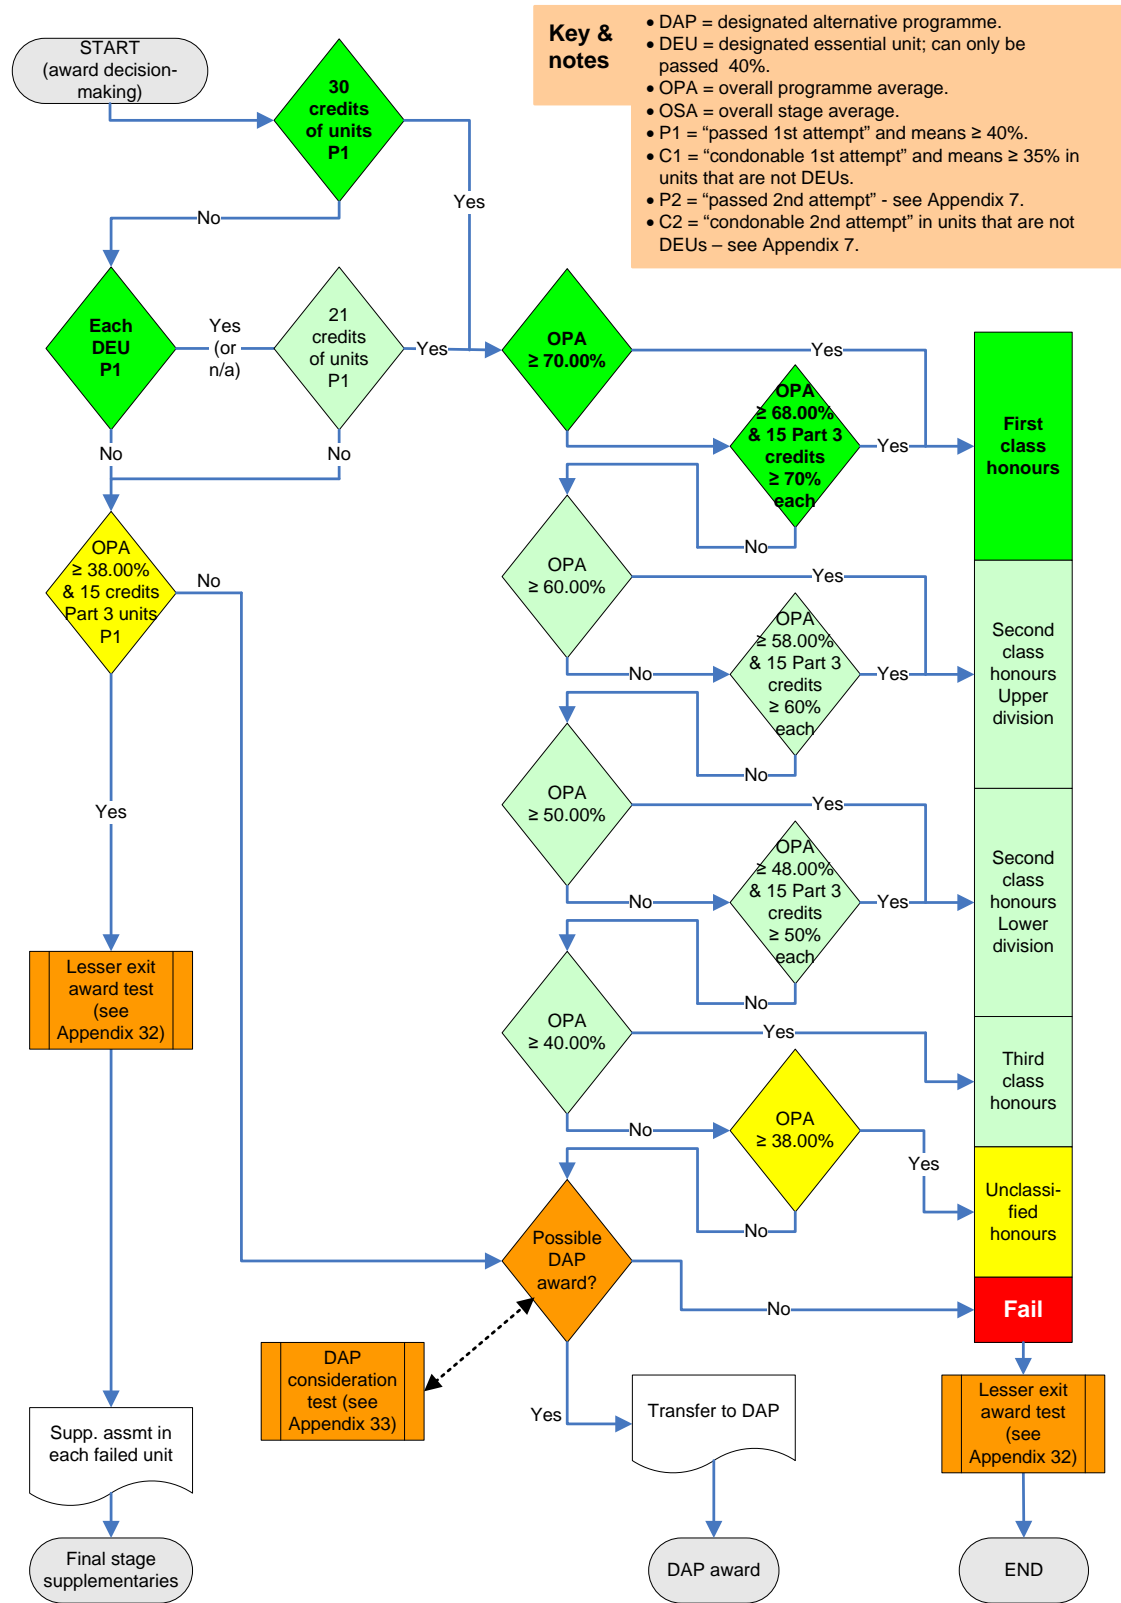 START
(award decision-
making)
30
credits
of units
P1
Key &
notes
• DAP = designated alternative programme.
• DEU = designated essential unit; can only be
passed  40%.
• OPA = overall programme average.
• OSA = overall stage average.
• P1 = “passed 1st attempt” and means ≥ 40%.
• C1 = “condonable 1st attempt” and means ≥ 35% in
units that are not DEUs.
• P2 = “passed 2nd attempt” - see Appendix 7.
• C2 = “condonable 2nd attempt” in units that are not
DEUs – see Appendix 7.
Yes
No
Each
DEU
P1
Yes
(or
n/a)
21
credits
of units
P1
Yes
No
No
OPA
≥ 70.00%
Yes
OPA
≥ 68.00%
& 15 Part 3
credits
≥ 70%
each
No
Yes
No
First
class
honours
OPA
≥ 38.00%
& 15 credits
Part 3 units
P1
No
Yes
OPA
≥ 60.00%
Yes
OPA
≥ 58.00%
& 15 Part 3
credits
≥ 60%
each
No
Yes
No
Second
class
honours
Upper
division
OPA
≥ 50.00%
Yes
OPA
≥ 48.00%
& 15 Part 3
credits
≥ 50%
each
No
Yes
No
Second
class
honours
Lower
division
Lesser exit
award test
(see
Appendix 32)
OPA
≥ 40.00%
Yes
Third
class
honours
No
OPA
≥ 38.00%
Yes
No
Unclassi-
fied
honours
Possible
DAP
award?
No
Fail
DAP
consideration
test (see
Appendix 33)
Yes
Transfer to DAP
Lesser exit
award test
(see
Appendix 32)
Supp. assmt in
each failed unit
Final stage
supplementaries
DAP award
END